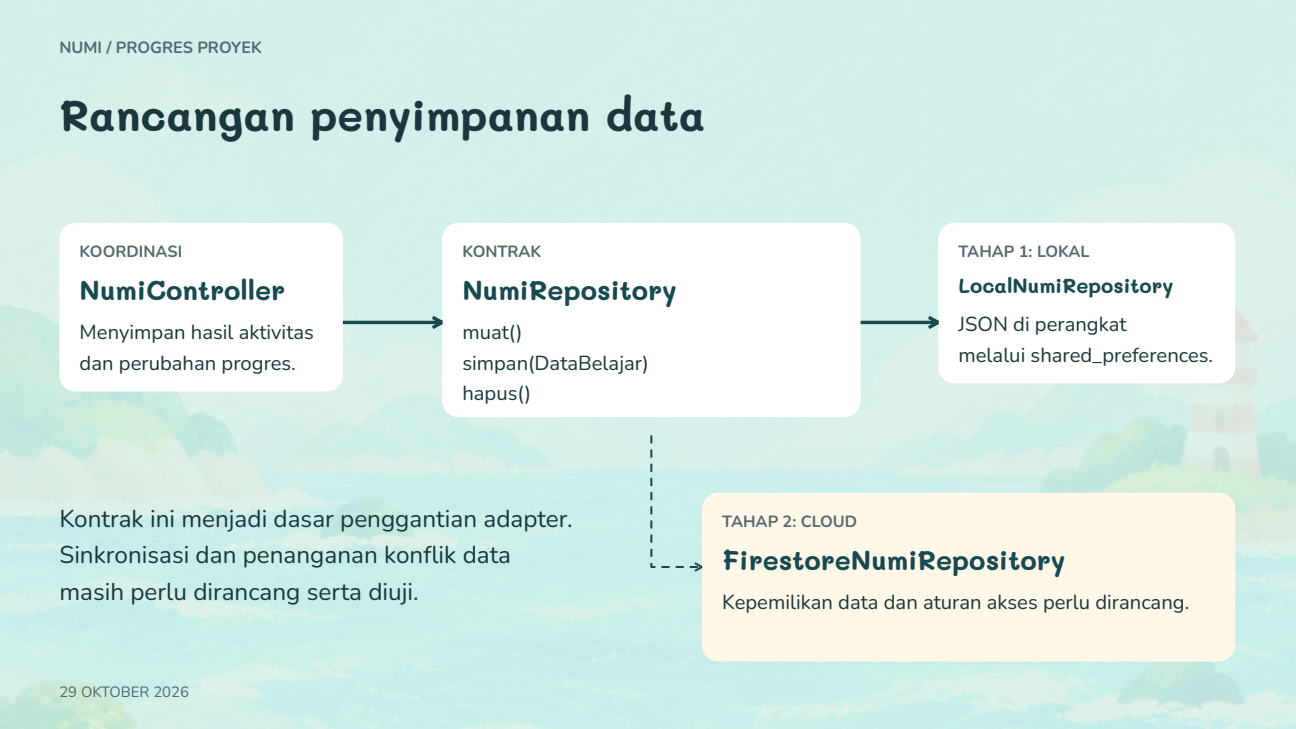 NUMI / PROGRES PROYEK
Rancangan penyimpanan data
KOORDINASI
NumiController
Menyimpan hasil aktivitas
dan perubahan progres.
KONTRAK
NumiRepository
muat()
simpan(DataBelajar)
hapus()
TAHAP 1: LOKAL
LocalNumiRepository
JSON di perangkat
melalui shared_preferences.
Kontrak ini menjadi dasar penggantian adapter.
Sinkronisasi dan penanganan konflik data
masih perlu dirancang serta diuji.
TAHAP 2: CLOUD
FirestoreNumiRepository
Kepemilikan data dan aturan akses perlu dirancang.
29 OKTOBER 2026